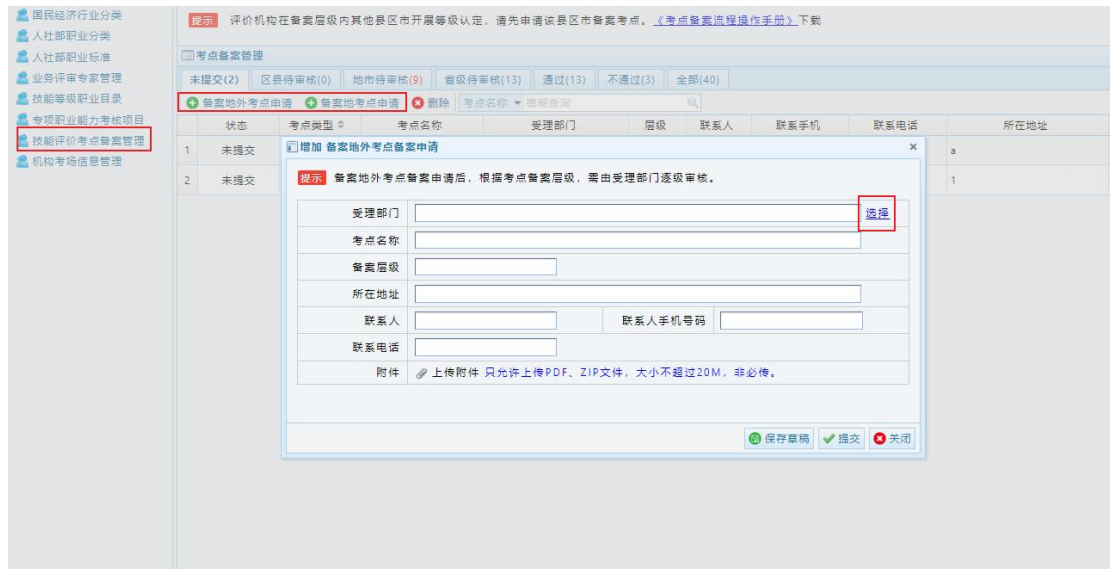 国民经济行业分类
人社部职业分类
人社部职业标准
业务评审专家管理
技能等级职业目录
专项职业能力考核项目
技能评价考点备案管理
机构考场信息管理
提示 评价机构在备案层级内其他县区市开展等级认定，请先申请该县区市备案考点。《考点备案流程操作手册》下载
考点备案管理
未提交(2) 区县待审核(0) 地市待审核(9) 省级待审核(13) 通过(13) 不通过(3) 全部(40)
备案地外考点申请 备案地考点申请 删除 考点名称 模糊查询
状态 考点类型 考点名称 受理部门 层级 联系人 联系手机 联系电话 所在地址
1 未提交 a
2 未提交 1
增加 备案地外考点备案申请
提示 备案地外考点备案申请后，根据考点备案层级，需由受理部门逐级审核。
受理部门 选择
考点名称
备案层级
所在地址
联系人 联系人手机号码
联系电话
附件 上传附件 只允许上传PDF、ZIP文件，大小不超过20M，非必传。
保存草稿 提交 关闭